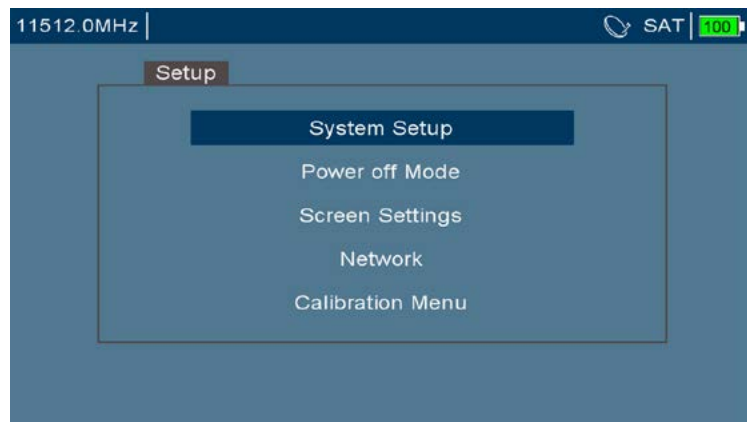 11512.0MHz SAT 100
Setup
System Setup
Power off Mode
Screen Settings
Network
Calibration Menu